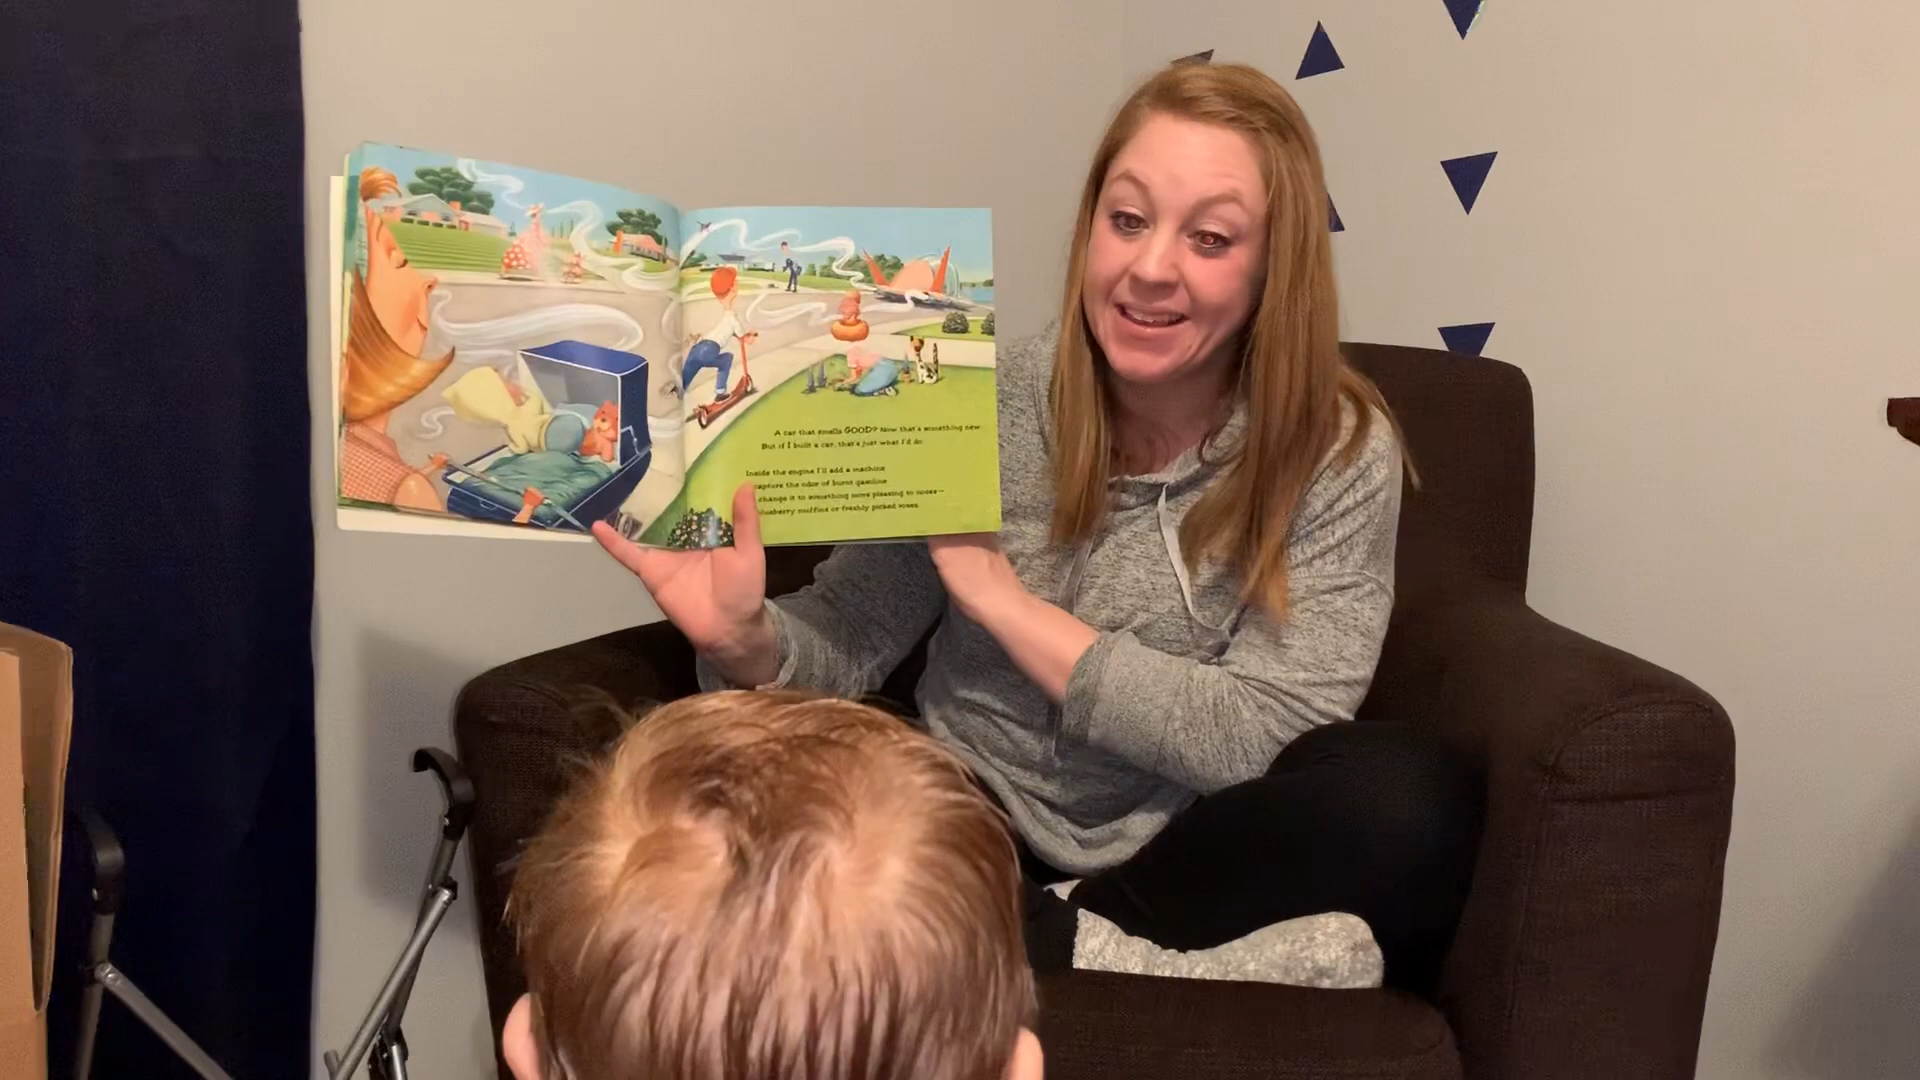 A car that smells GOOD? Now that's something new.
But if I built a car, that's just what I'd do.
Inside the engine I'll add a machine
capture the odor of burnt gasoline
change it to something more pleasing to noses—
blueberry muffins or freshly picked roses.